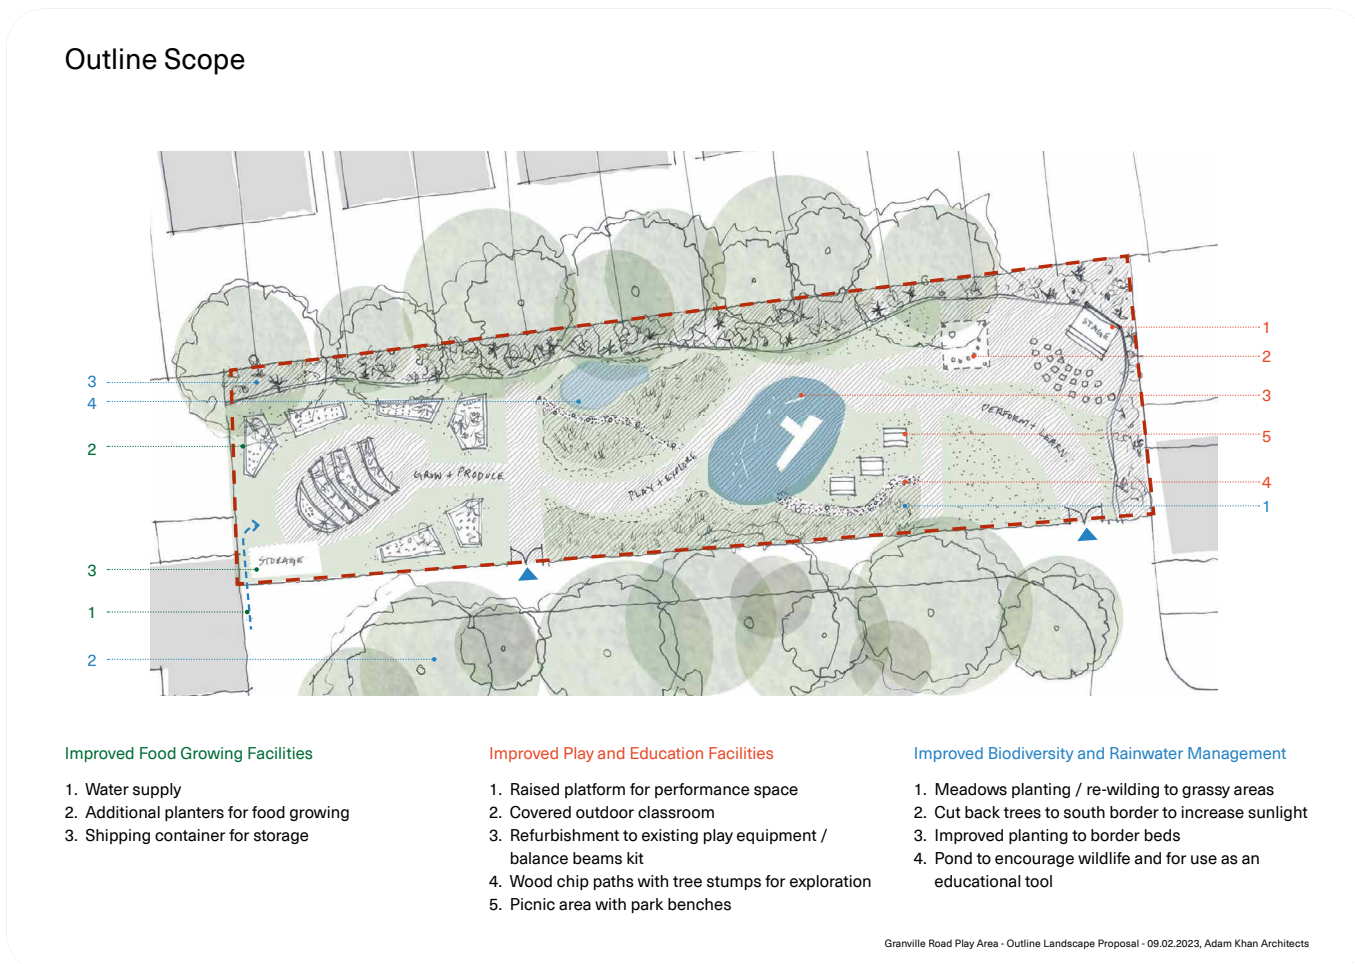 Outline Scope
STAGE
1
2
3
3
4
PERFORM + LEARN
5
2
GROW + PRODUCE
PLAY + EXPLORE
4
1
STORAGE
3
1
2
Improved Food Growing Facilities
1. Water supply
2. Additional planters for food growing
3. Shipping container for storage
Improved Play and Education Facilities
1. Raised platform for performance space
2. Covered outdoor classroom
3. Refurbishment to existing play equipment /
balance beams kit
4. Wood chip paths with tree stumps for exploration
5. Picnic area with park benches
Improved Biodiversity and Rainwater Management
1. Meadows planting / re-wilding to grassy areas
2. Cut back trees to south border to increase sunlight
3. Improved planting to border beds
4. Pond to encourage wildlife and for use as an
educational tool
Granville Road Play Area - Outline Landscape Proposal - 09.02.2023, Adam Khan Architects